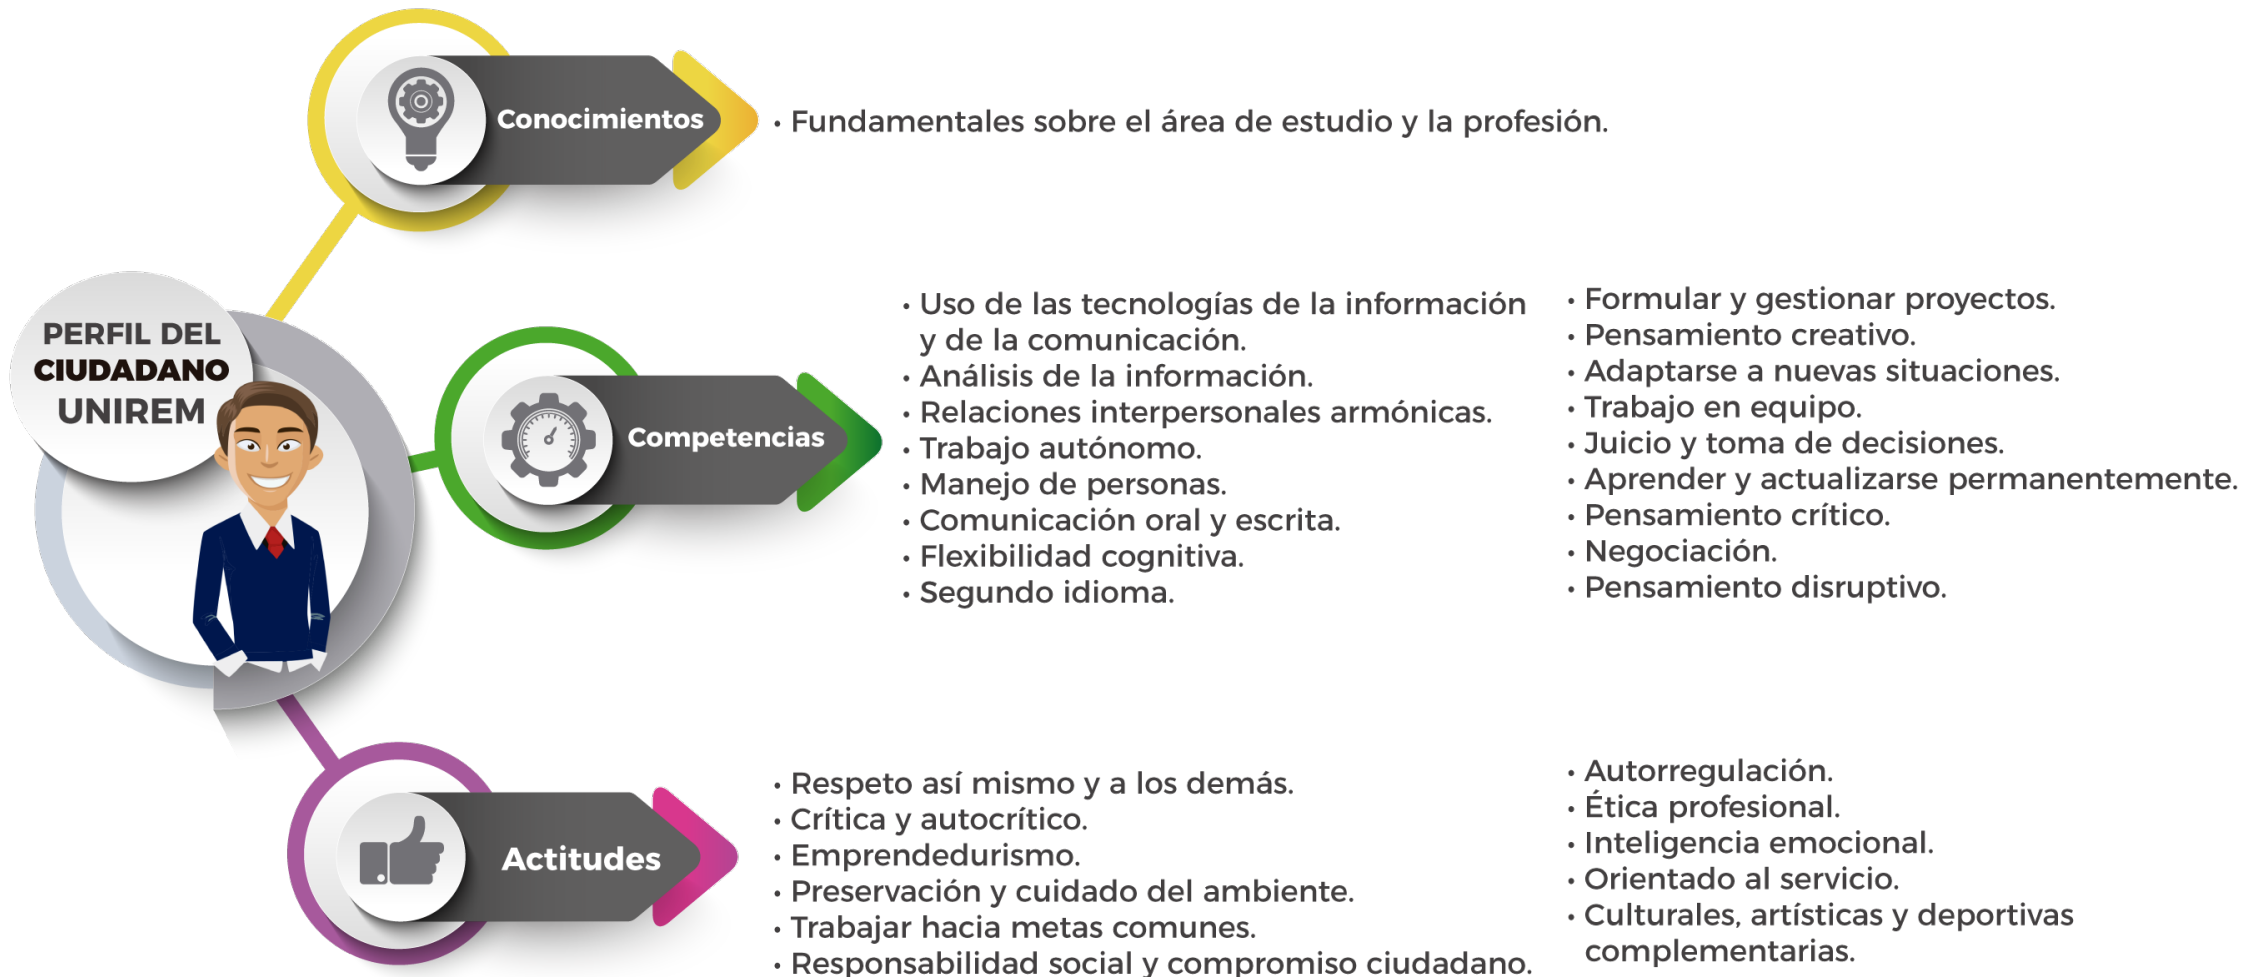 PERFIL DEL
CIUDADANO
UNIREM
Conocimientos
• Fundamentales sobre el área de estudio y la profesión.
Competencias
• Uso de las tecnologías de la información
y de la comunicación.
• Análisis de la información.
• Relaciones interpersonales armónicas.
• Trabajo autónomo.
• Manejo de personas.
• Comunicación oral y escrita.
• Flexibilidad cognitiva.
• Segundo idioma.
• Formular y gestionar proyectos.
• Pensamiento creativo.
• Adaptarse a nuevas situaciones.
• Trabajo en equipo.
• Juicio y toma de decisiones.
• Aprender y actualizarse permanentemente.
• Pensamiento crítico.
• Negociación.
• Pensamiento disruptivo.
Actitudes
• Respeto así mismo y a los demás.
• Crítica y autocrítico.
• Emprendedurismo.
• Preservación y cuidado del ambiente.
• Trabajar hacia metas comunes.
• Responsabilidad social y compromiso ciudadano.
• Autorregulación.
• Ética profesional.
• Inteligencia emocional.
• Orientado al servicio.
• Culturales, artísticas y deportivas
complementarias.